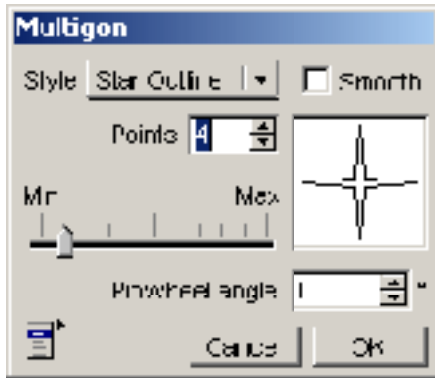 Multigon
Style Star Outline Smooth
Points 4
Min Max
Pinwheel angle °
Cancel OK